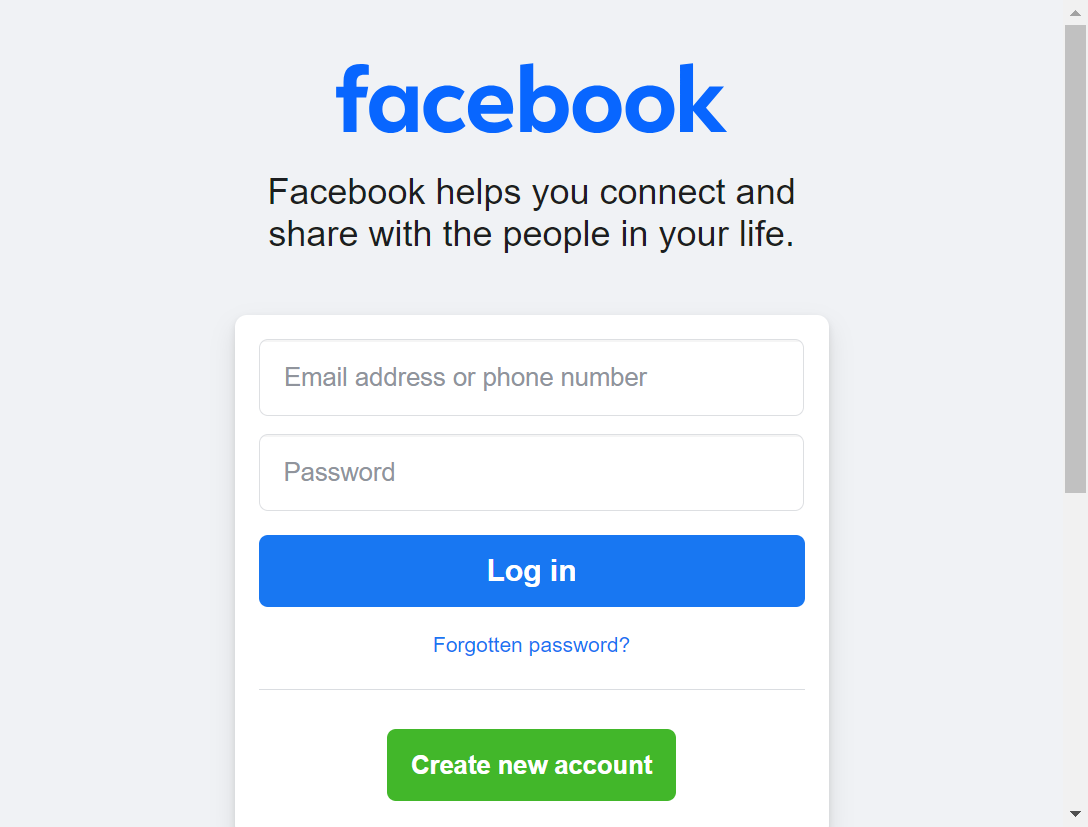 facebook
Facebook helps you connect and
share with the people in your life.
Email address or phone number
Password
Log in
Forgotten password?
Create new account